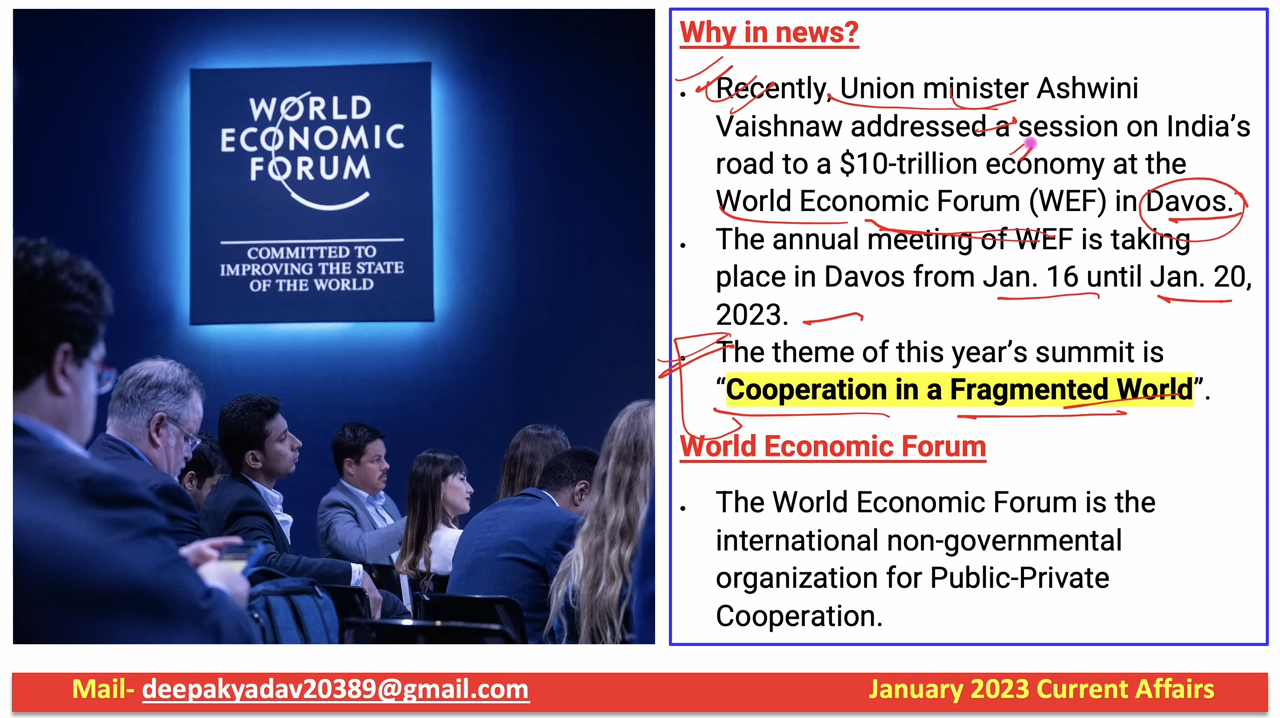 WORLD
ECONOMIC
FORUM
COMMITTED TO
IMPROVING THE STATE
OF THE WORLD
Why in news?
• Recently, Union minister Ashwini
Vaishnaw addressed a session on India’s
road to a $10-trillion economy at the
World Economic Forum (WEF) in Davos.
• The annual meeting of WEF is taking
place in Davos from Jan. 16 until Jan. 20,
2023.
• The theme of this year’s summit is
“Cooperation in a Fragmented World”.
World Economic Forum
• The World Economic Forum is the
international non-governmental
organization for Public-Private
Cooperation.
Mail- deepakyadav20389@gmail.com
January 2023 Current Affairs